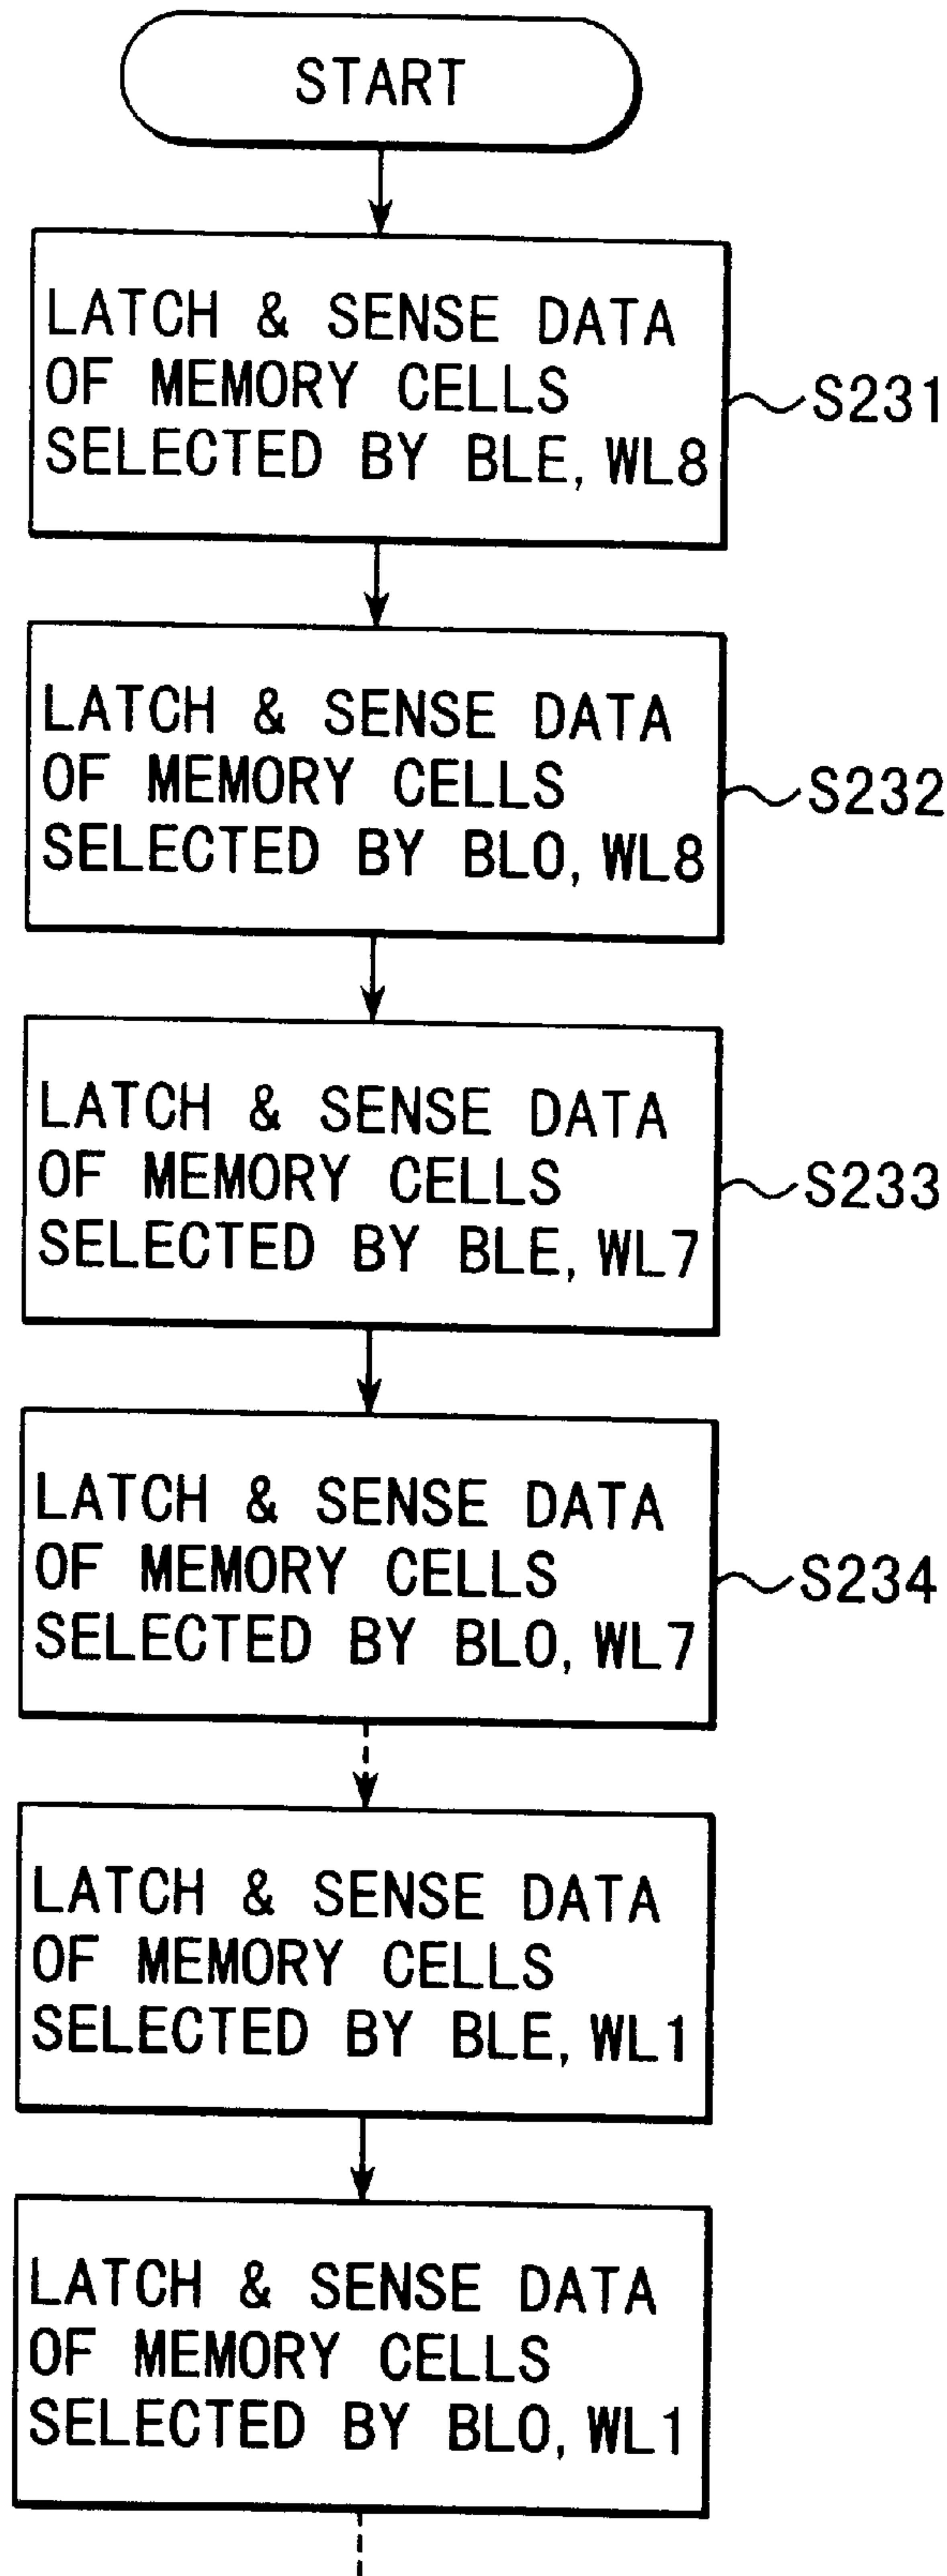 START
LATCH & SENSE DATA
OF MEMORY CELLS
SELECTED BY BLE, WL8
S231
LATCH & SENSE DATA
OF MEMORY CELLS
SELECTED BY BLO, WL8
S232
LATCH & SENSE DATA
OF MEMORY CELLS
SELECTED BY BLE, WL7
S233
LATCH & SENSE DATA
OF MEMORY CELLS
SELECTED BY BLO, WL7
S234
LATCH & SENSE DATA
OF MEMORY CELLS
SELECTED BY BLE, WL1
LATCH & SENSE DATA
OF MEMORY CELLS
SELECTED BY BLO, WL1